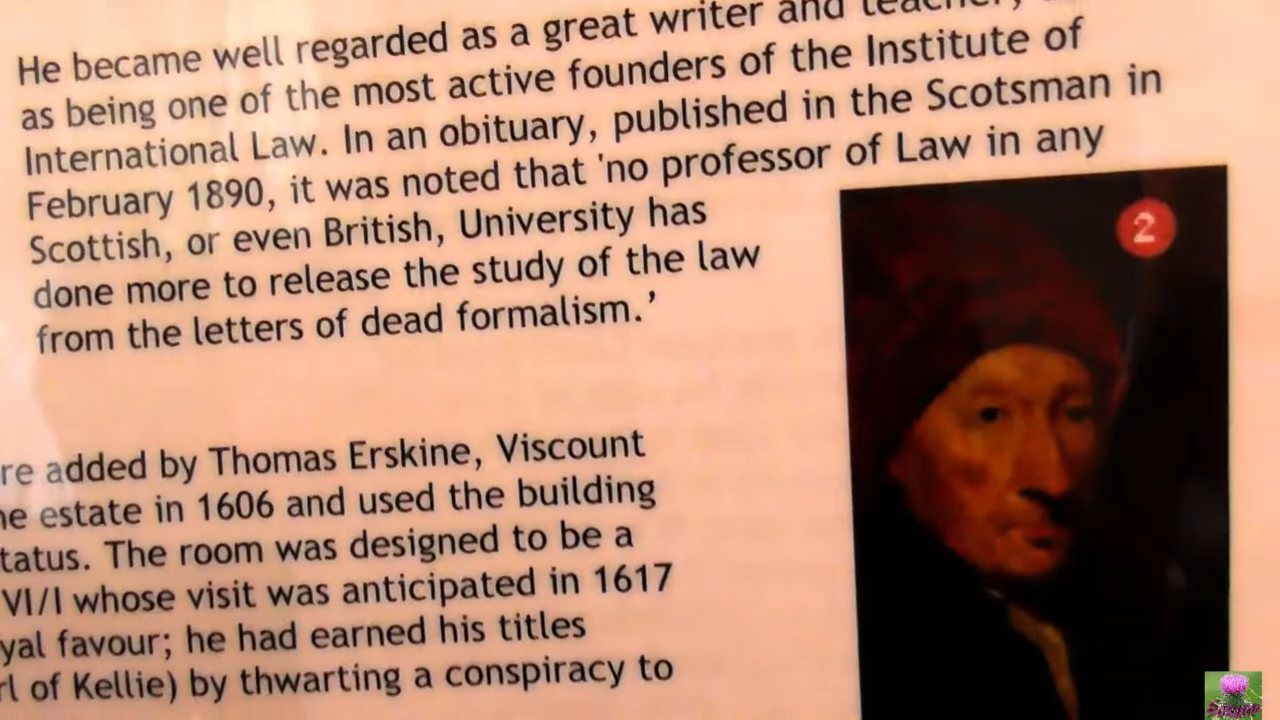 He became well regarded as a great writer and teacher,
as being one of the most active founders of the Institute of
International Law. In an obituary, published in the Scotsman in
February 1890, it was noted that 'no professor of Law in any
Scottish, or even British, University has
done more to release the study of the law
from the letters of dead formalism.’
2
re added by Thomas Erskine, Viscount
he estate in 1606 and used the building
tatus. The room was designed to be a
VI/I whose visit was anticipated in 1617
yal favour; he had earned his titles
rl of Kellie) by thwarting a conspiracy to